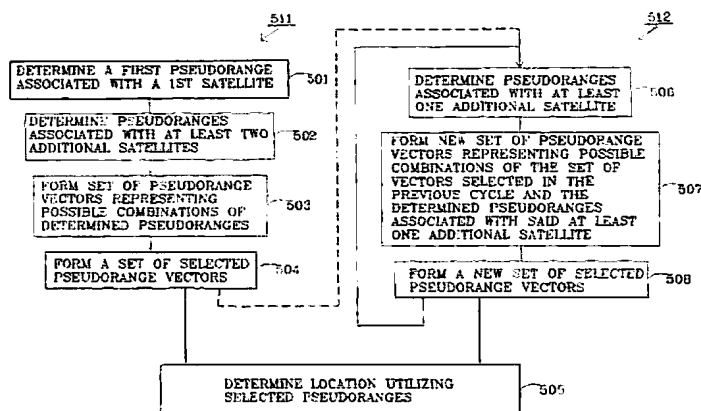 511
512
DETERMINE A FIRST PSEUDORANGE
ASSOCIATED WITH A 1ST SATELLITE
501
DETERMINE PSEUDORANGES
ASSOCIATED WITH AT LEAST TWO
ADDITIONAL SATELLITES
502
FORM SET OF PSEUDORANGE
VECTORS REPRESENTING
POSSIBLE COMBINATIONS OF
DETERMINED PSEUDORANGES
503
FORM A SET OF SELECTED
PSEUDORANGE VECTORS
504
DETERMINE PSEUDORANGES
ASSOCIATED WITH AT LEAST
ONE ADDITIONAL SATELLITE
506
FORM NEW SET OF PSEUDORANGE
VECTORS REPRESENTING POSSIBLE
COMBINATIONS OF THE SET OF
VECTORS SELECTED IN THE
PREVIOUS CYCLE AND THE
DETERMINED PSEUDORANGES
ASSOCIATED WITH SAID AT LEAST
ONE ADDITIONAL SATELLITE
507
FORM A NEW SET OF SELECTED
PSEUDORANGE VECTORS
508
DETERMINE LOCATION UTILIZING
SELECTED PSEUDORANGES
505